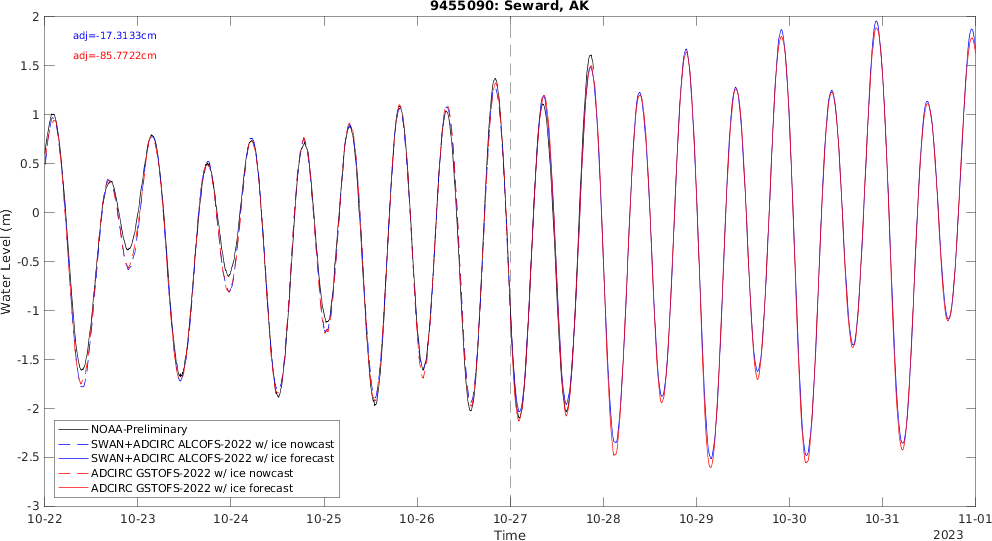 9455090: Seward, AK
adj=-17.3133cm
adj=-85.7722cm
2
1.5
1
0.5
0
-0.5
-1
-1.5
-2
-2.5
-3
Water Level (m)
NOAA-Preliminary
SWAN+ADCIRC ALCOFS-2022 w/ ice nowcast
SWAN+ADCIRC ALCOFS-2022 w/ ice forecast
ADCIRC GSTOFS-2022 w/ ice nowcast
ADCIRC GSTOFS-2022 w/ ice forecast
10-22 10-23 10-24 10-25 10-26 10-27 10-28 10-29 10-30 10-31 11-01
Time
2023